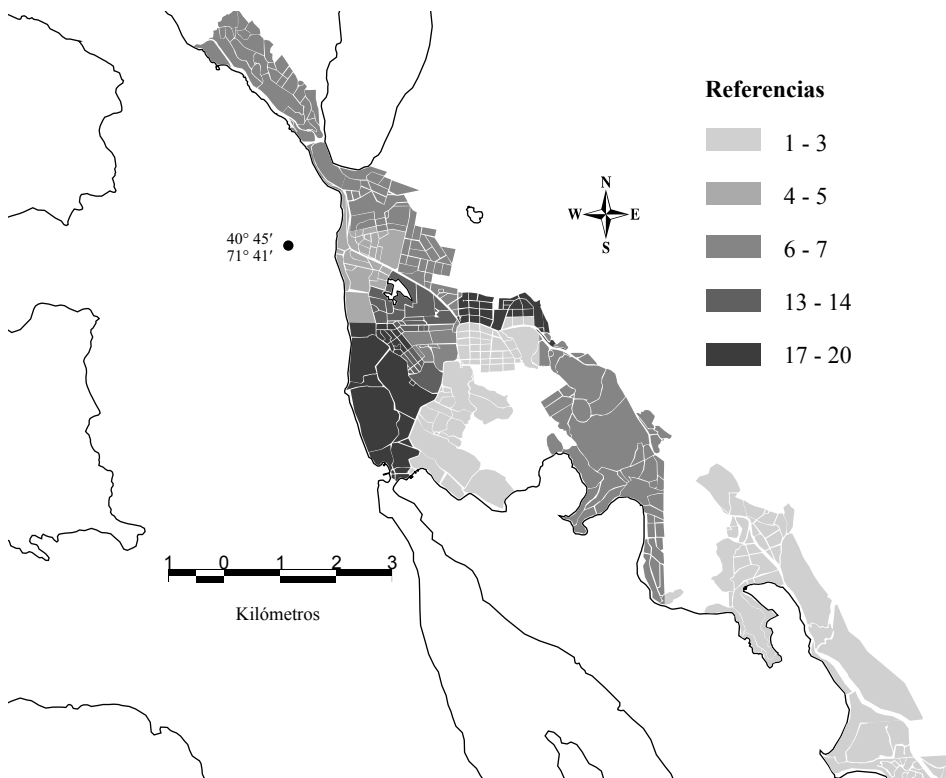 Referencias
1 - 3
4 - 5
6 - 7
13 - 14
17 - 20
N
W E
S
40° 45′
71° 41′
1 0 1 2 3
Kilómetros